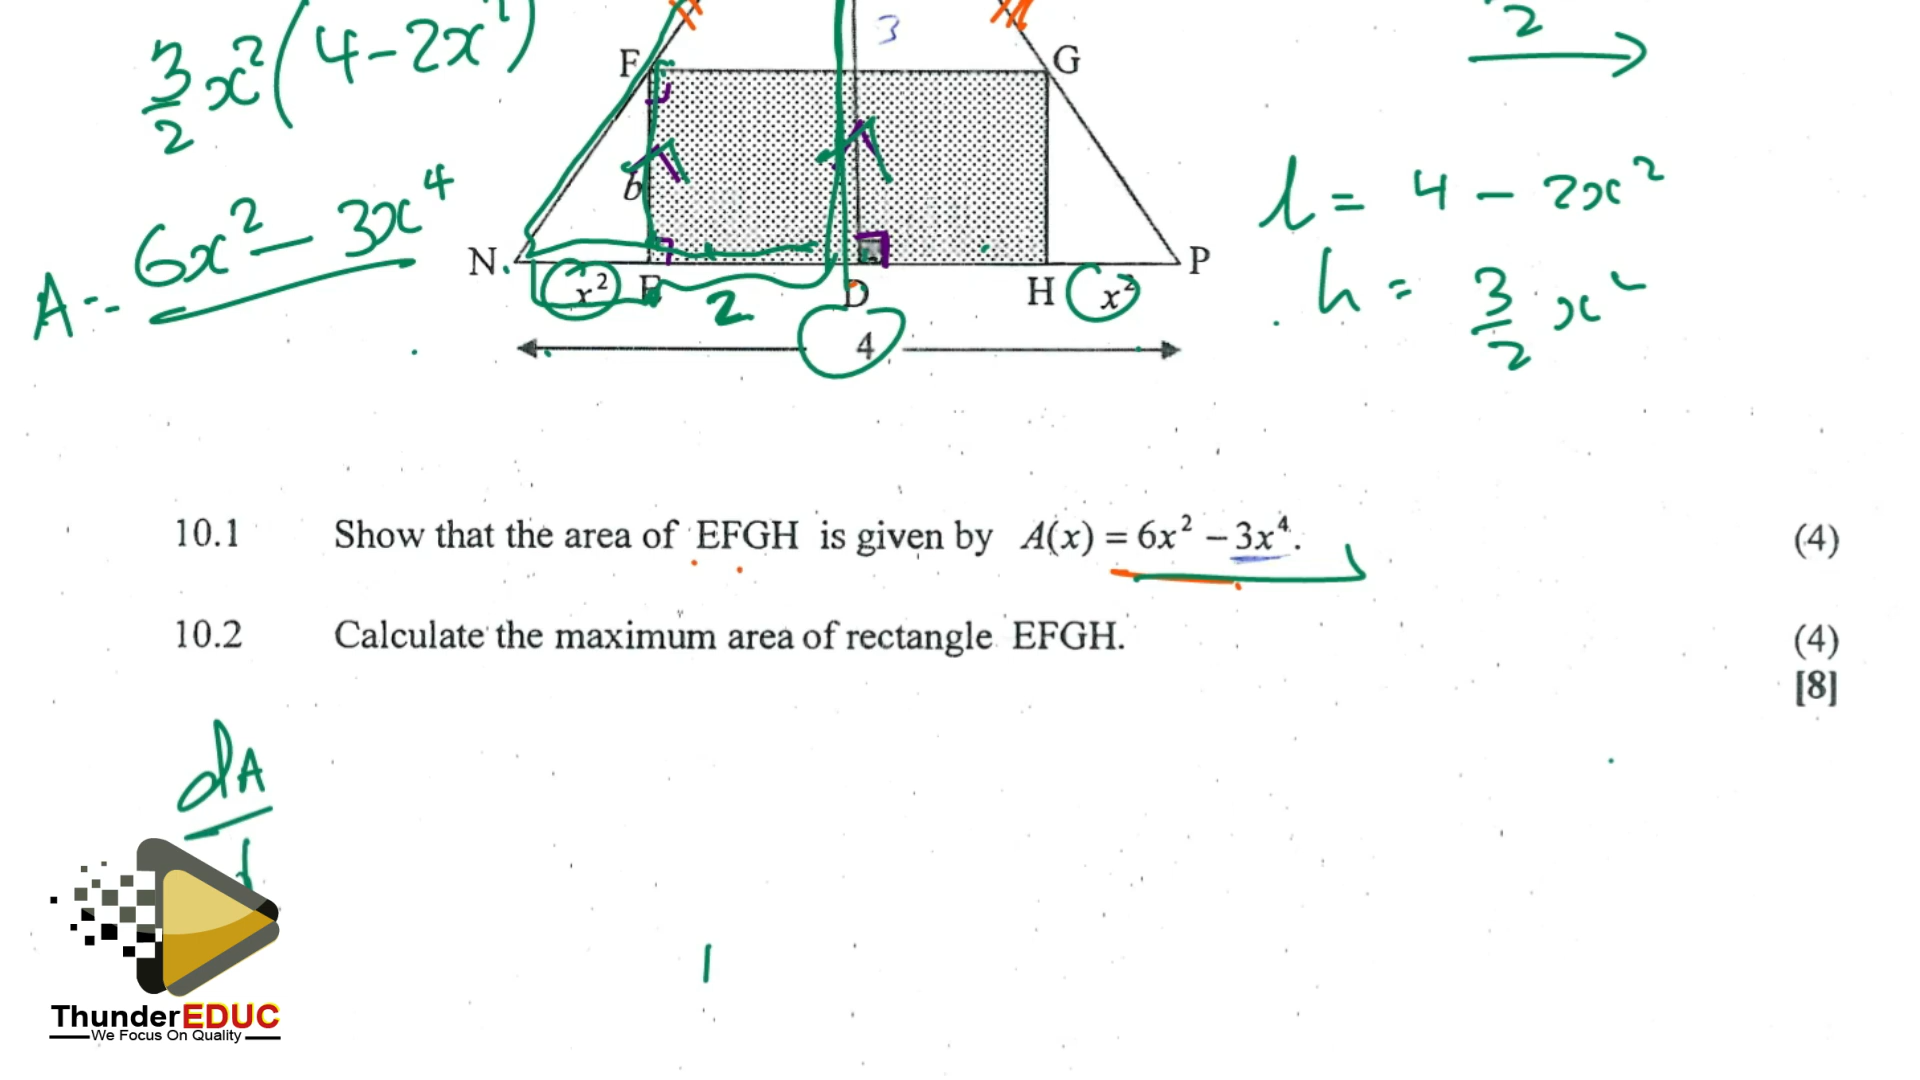 3/2 x²(4-2x²)
3
2
F
G
b
A = 6x² - 3x⁴
l = 4 - 2x²
N
x²
E
D
H
x²
P
2
h = 3/2 x²
4
10.1 Show that the area of EFGH is given by A(x) = 6x² - 3x⁴. (4)
10.2 Calculate the maximum area of rectangle EFGH. (4)
[8]
dA
ThunderEDUC
We Focus On Quality